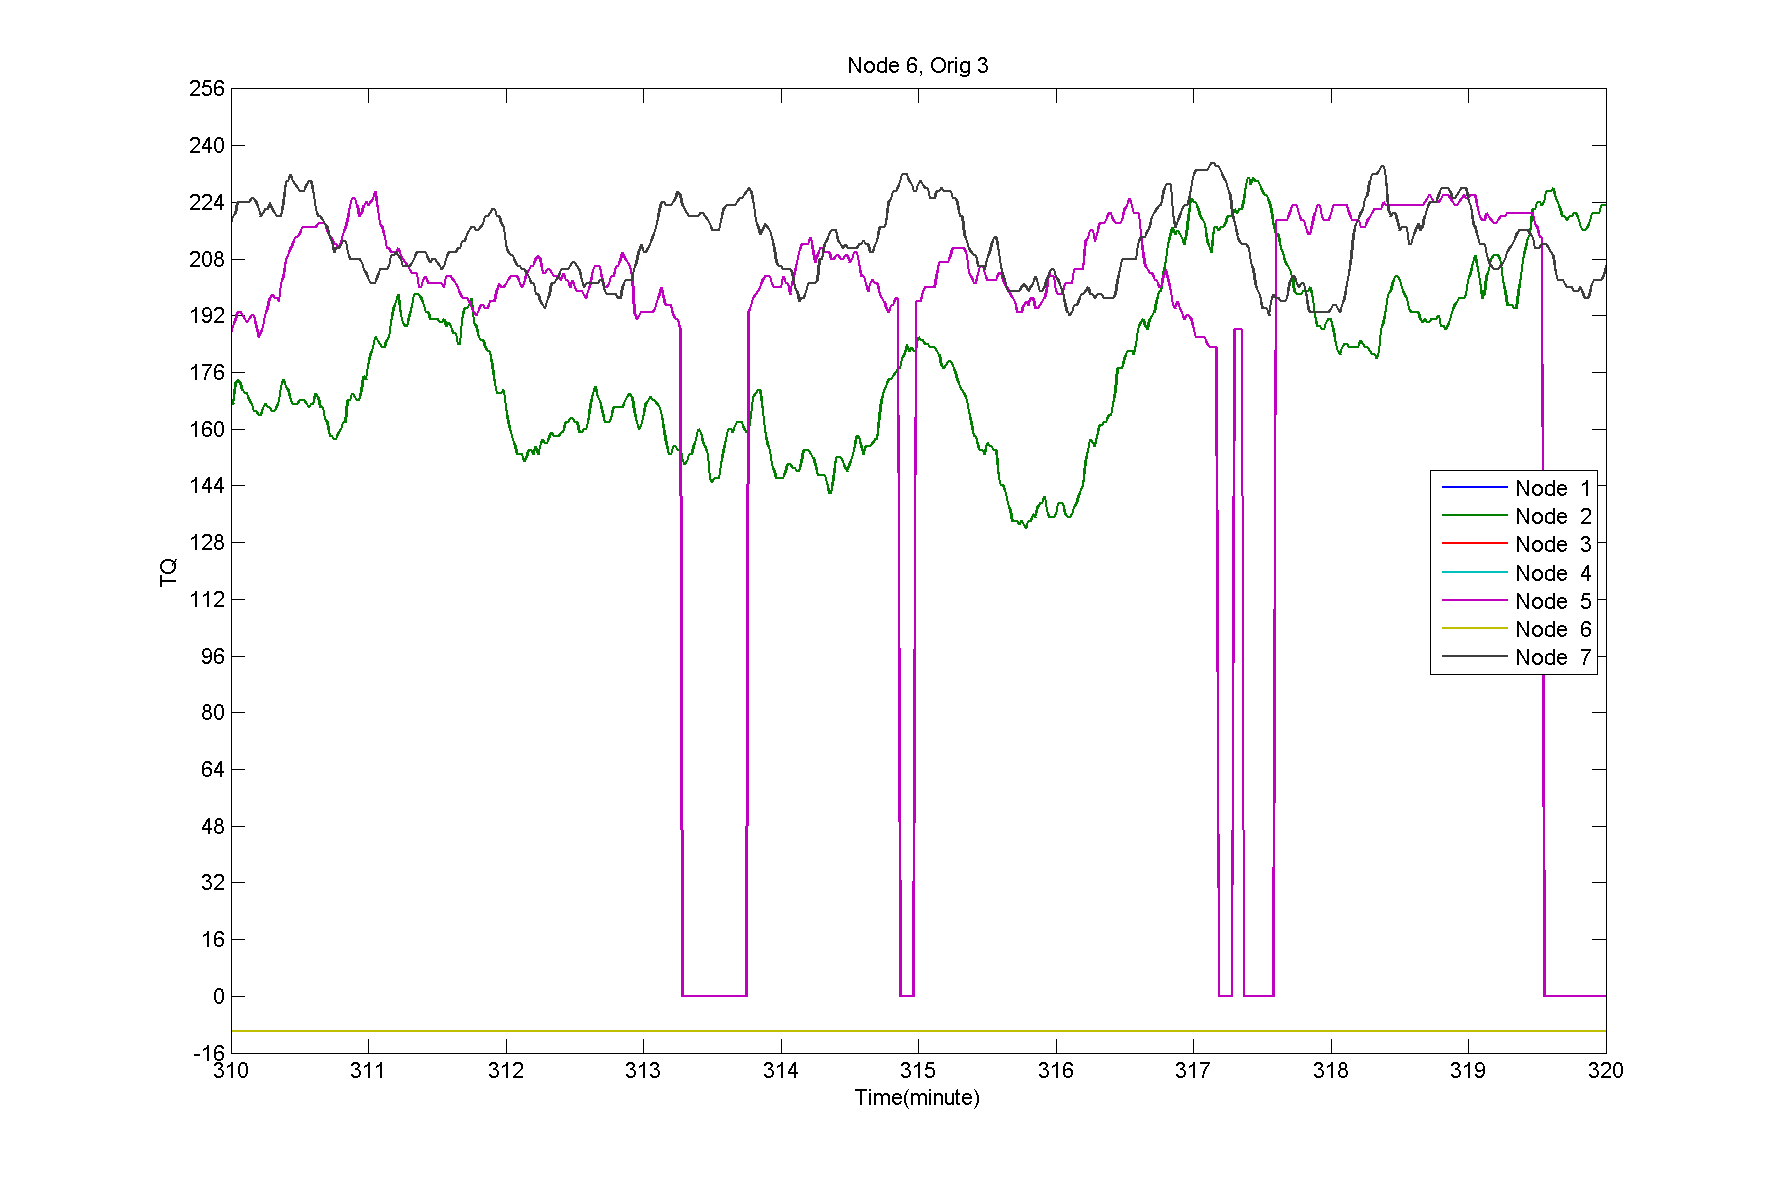 Node 6, Orig 3
256
240
224
208
192
176
160
144
128
112
96
80
64
48
32
16
0
-16
TQ
Node 1
Node 2
Node 3
Node 4
Node 5
Node 6
Node 7
310 311 312 313 314 315 316 317 318 319 320
Time(minute)